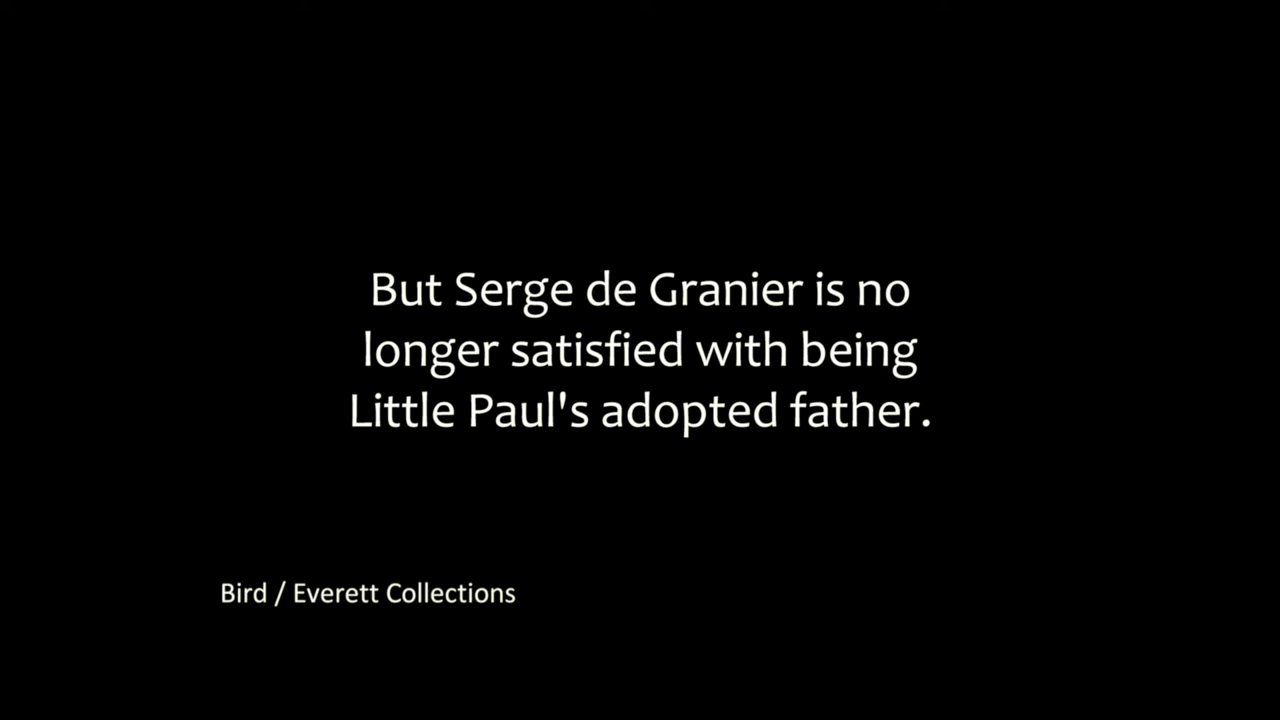 But Serge de Granier is no
longer satisfied with being
Little Paul's adopted father.
Bird / Everett Collections